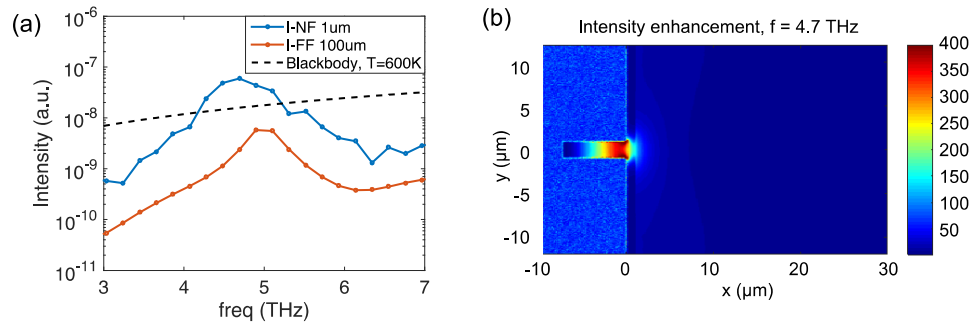 (a)
10^-6
10^-7
10^-8
10^-9
10^-10
10^-11
Intensity (a.u.)
I-NF 1um
I-FF 100um
Blackbody, T=600K
3
4
5
6
7
freq (THz)
(b)
Intensity enhancement, f = 4.7 THz
10
5
0
-5
-10
y (µm)
-10
0
10
20
30
x (µm)
400
350
300
250
200
150
100
50